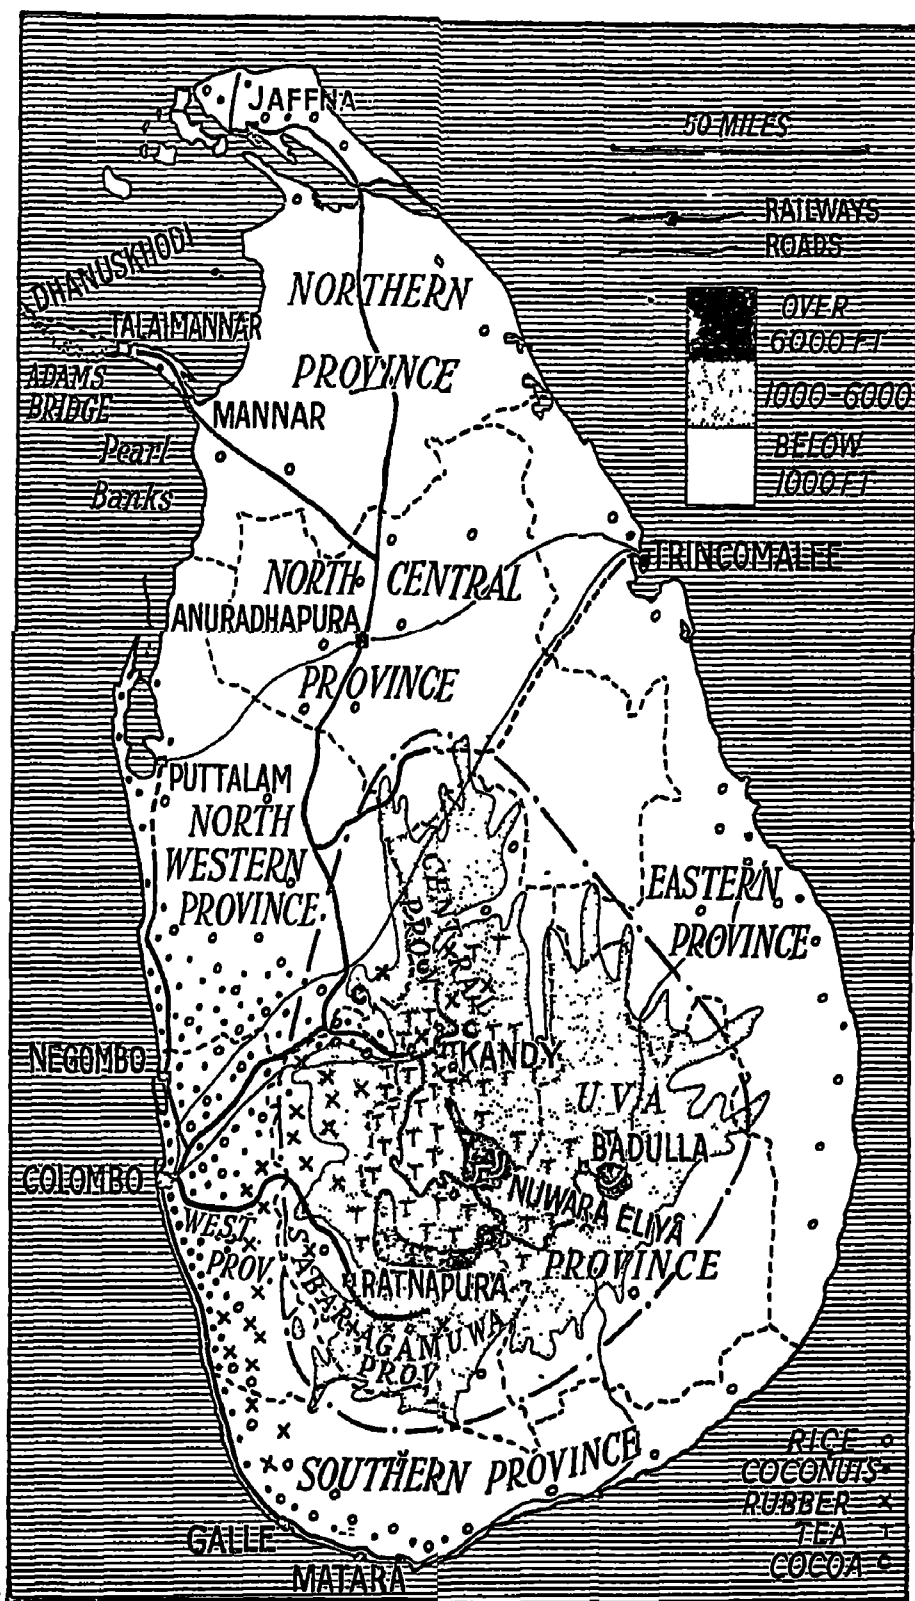 JAFFNA
50 MILES
RAILWAYS
ROADS
DHANUSKHODI
NORTHERN
PROVINCE
OVER
6000 FT
1000-6000
BELOW
1000 FT
TALAIMANNAR
ADAMS
BRIDGE
MANNAR
Pearl
Banks
TRINCOMALEE
NORTH CENTRAL
ANURADHAPURA
PROVINCE
PUTTALAM
NORTH
WESTERN
PROVINCE
CENTRAL
PROV
EASTERN
PROVINCE
NEGOMBO
KANDY
UVA
BADULLA
COLOMBO
NUWARA ELIYA
WEST
PROV
PROVINCE
RATNAPURA
SABARAGAMUWA
PROV
SOUTHERN PROVINCE
GALLE
MATARA
RICE o
COCONUTS •
RUBBER x
TEA T
COCOA C